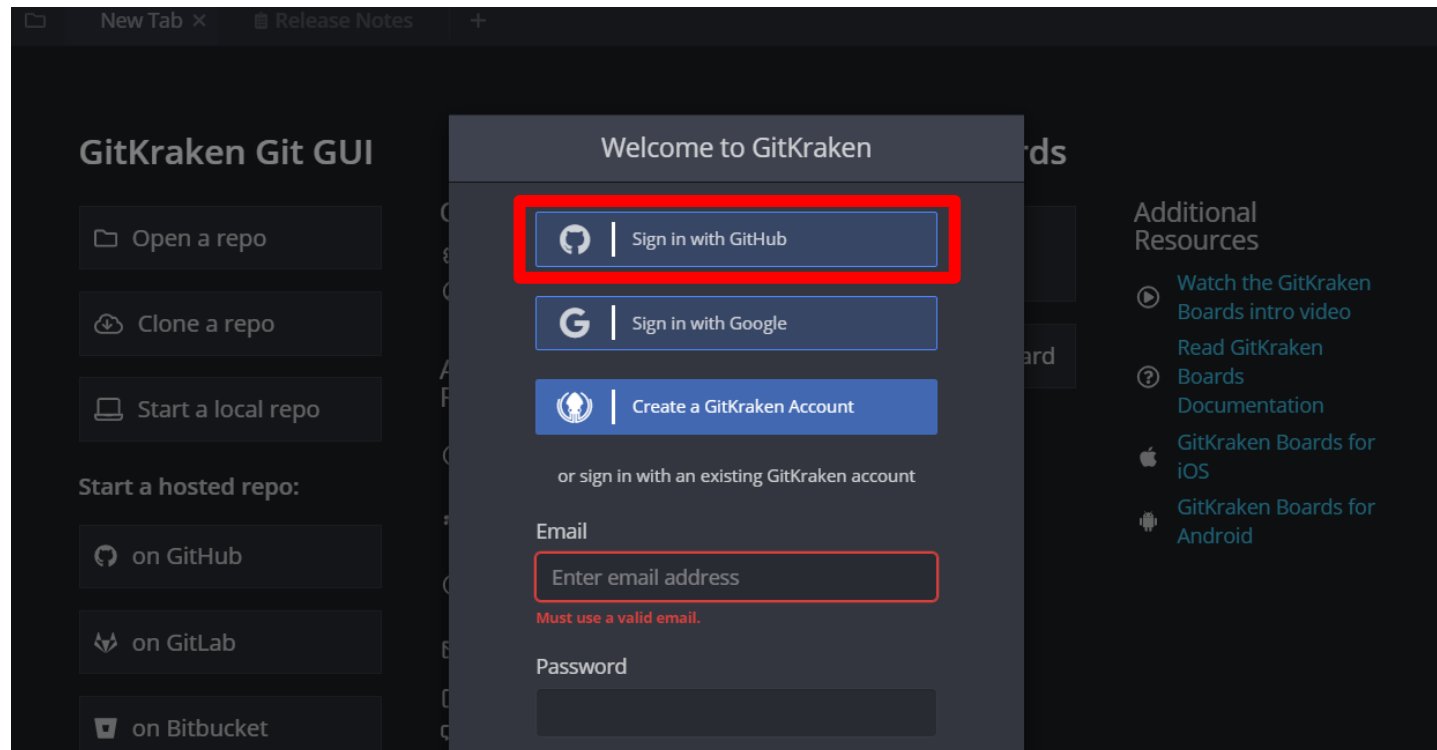 New Tab ×
Release Notes
+
GitKraken Git GUI
Open a repo
Clone a repo
Start a local repo
Start a hosted repo:
on GitHub
on GitLab
on Bitbucket
Welcome to GitKraken
Sign in with GitHub
Sign in with Google
Create a GitKraken Account
or sign in with an existing GitKraken account
Email
Enter email address
Must use a valid email.
Password
Additional
Resources
Watch the GitKraken
Boards intro video
Read GitKraken
Boards
Documentation
GitKraken Boards for
iOS
GitKraken Boards for
Android